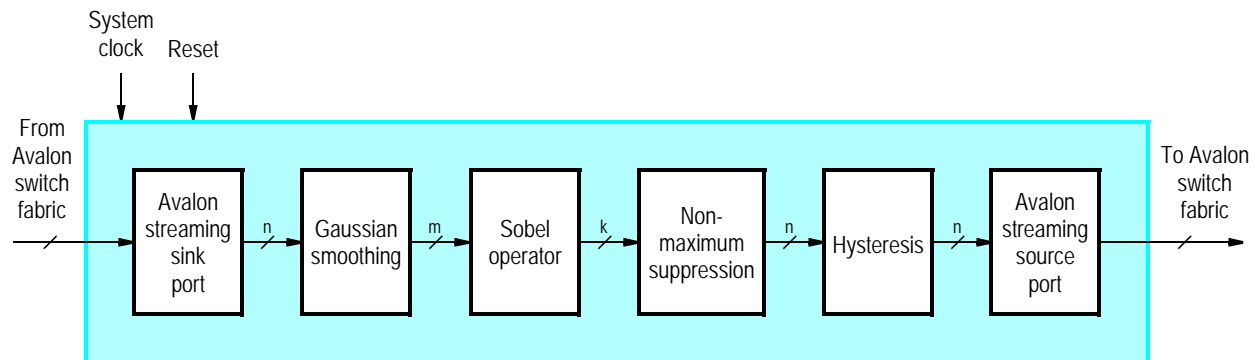 System
clock
Reset
From
Avalon
switch
fabric
To Avalon
switch
fabric
Avalon
streaming
sink
port
n
Gaussian
smoothing
m
Sobel
operator
k
Non-
maximum
suppression
n
Hysteresis
n
Avalon
streaming
source
port